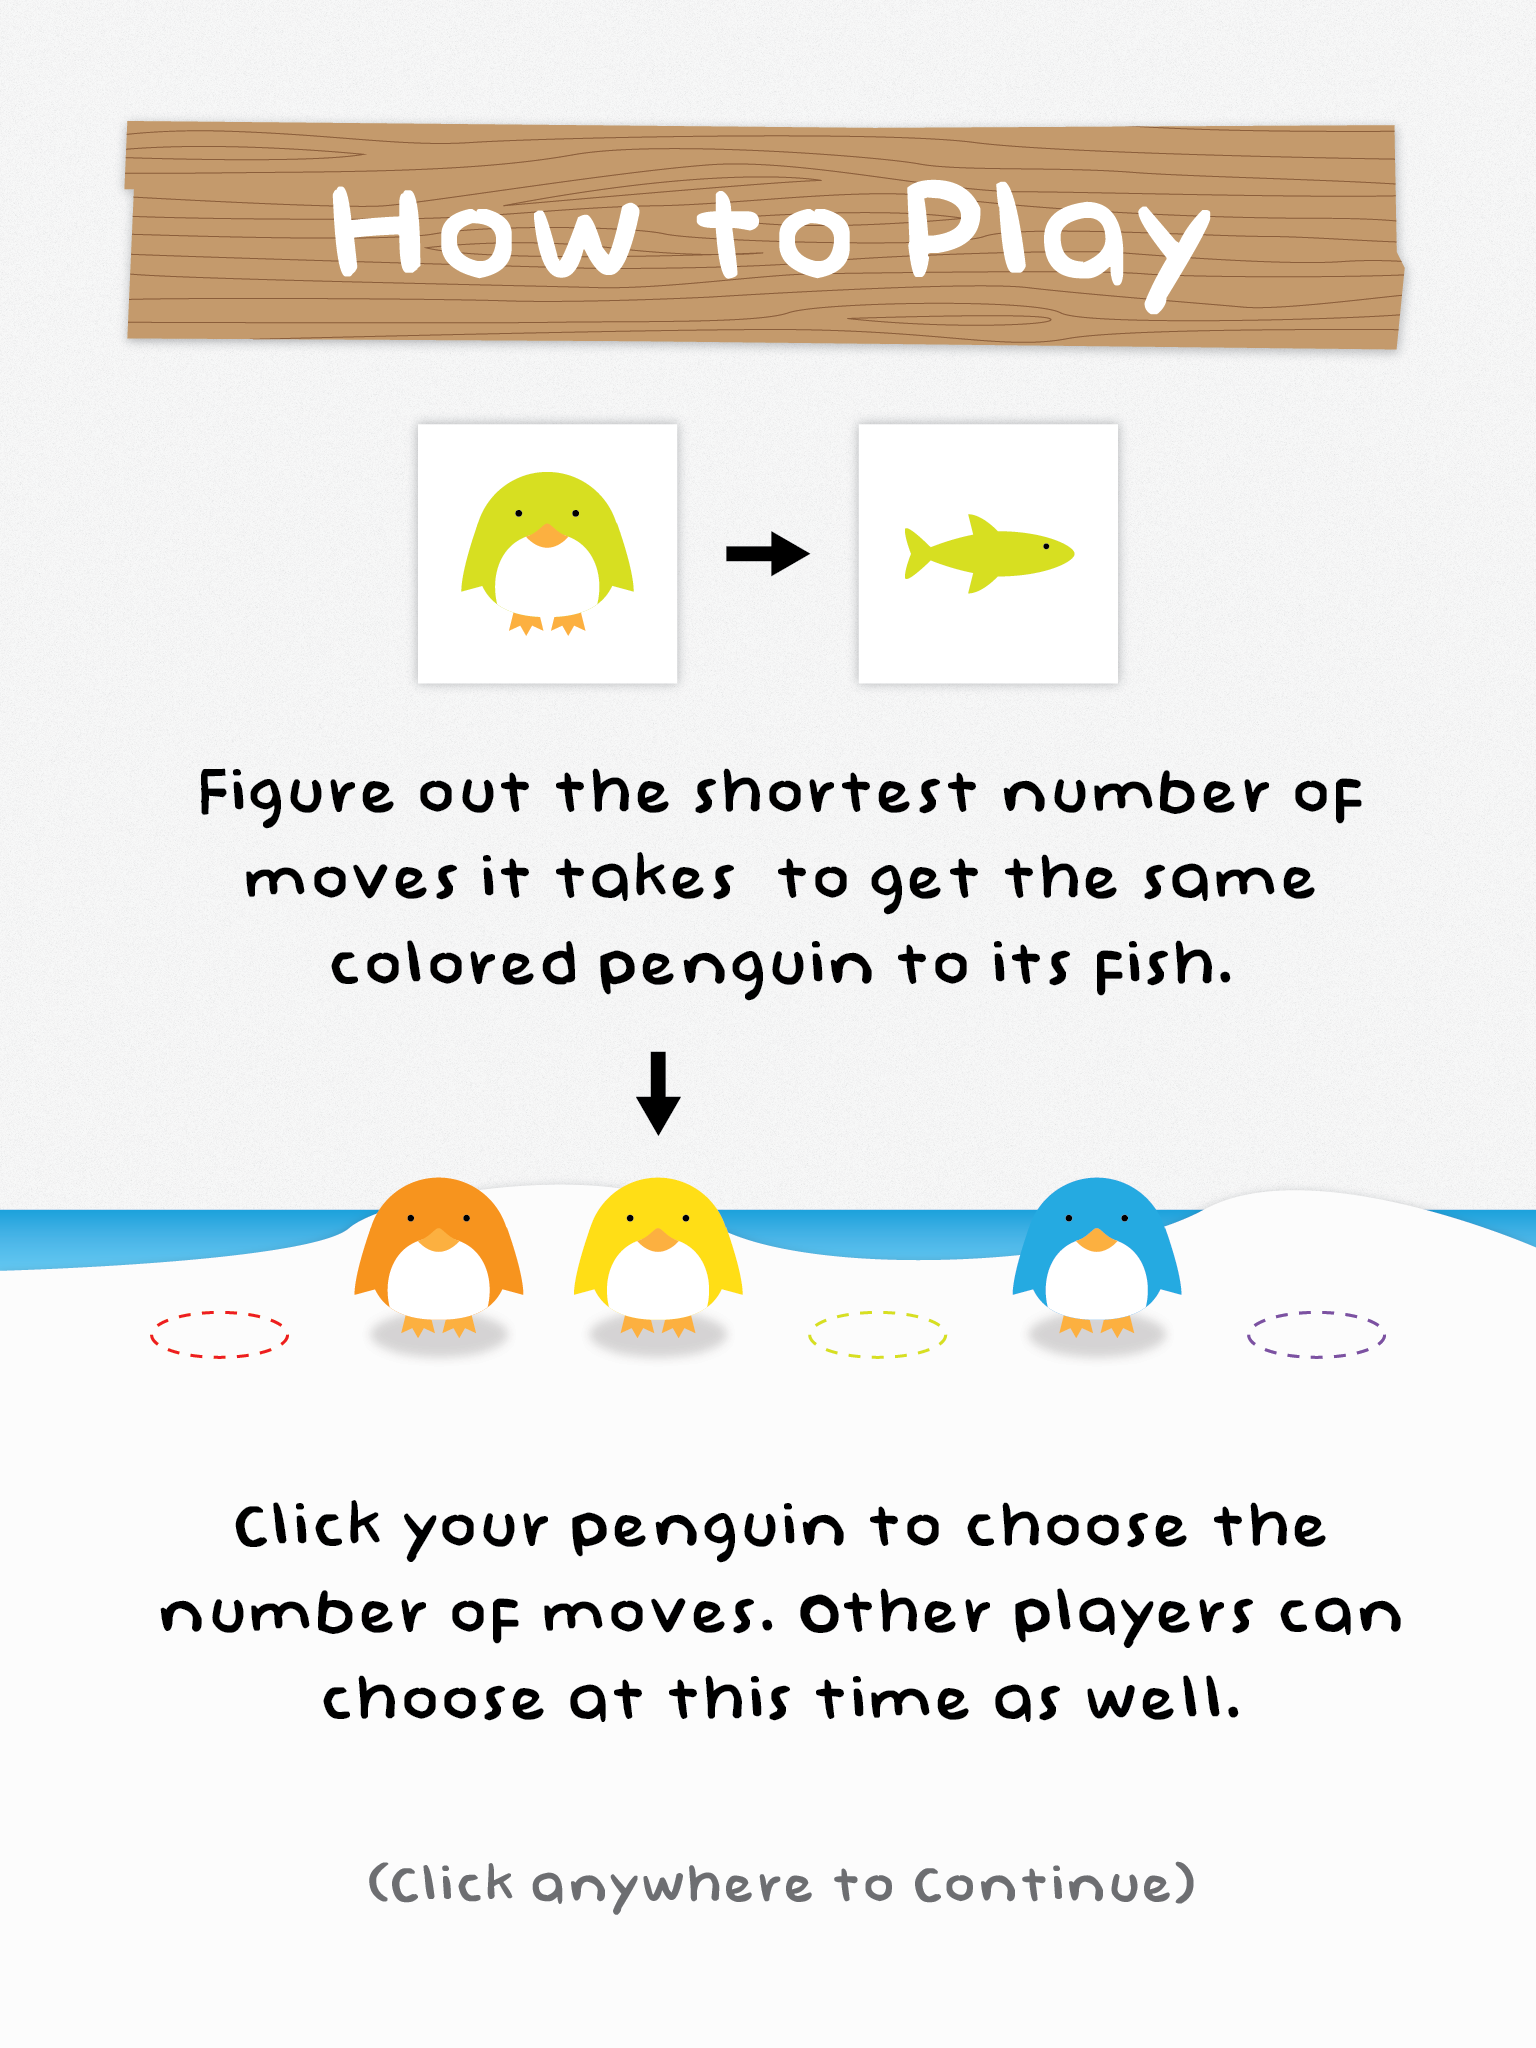 How to Play
Figure out the shortest number of
moves it takes to get the same
colored penguin to its fish.
Click your penguin to choose the
number of moves. Other players can
choose at this time as well.
(Click anywhere to Continue)